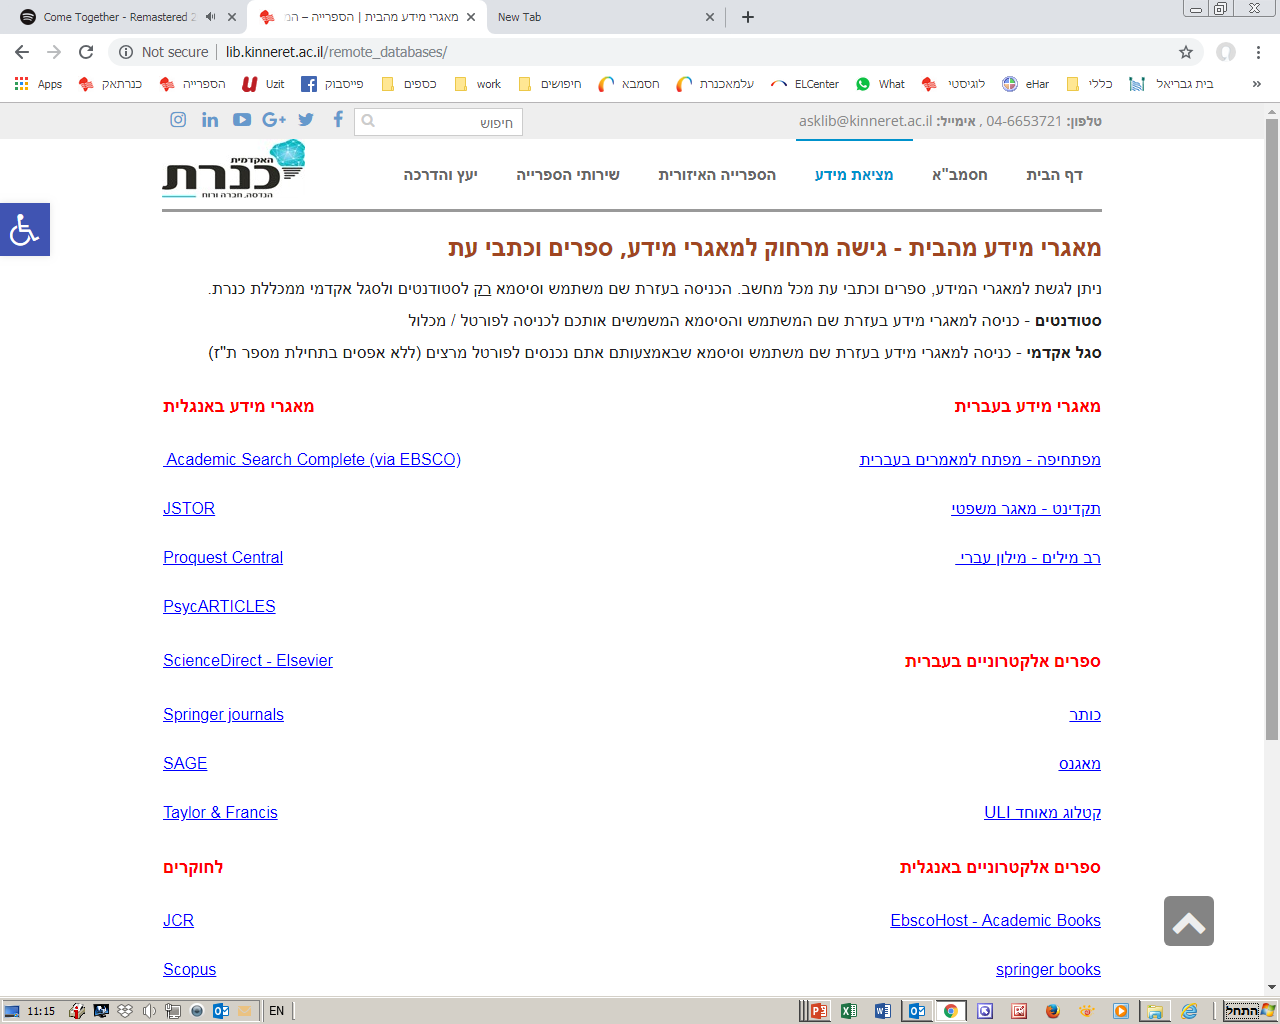 Come Together - Remastered 2
מאגרי מידע מהבית | הספרייה – המ
New Tab
Not secure
lib.kinneret.ac.il/remote_databases/
Apps
כנרתאק
הספרייה
Uzit
פייסבוק
כספים
work
חיפושים
חסמבא
עלמאכנרת
ELCenter
What
לוגיסטי
eHar
כללי
בית גבריאל
»
טלפון: 04-6653721 , אימייל: asklib@kinneret.ac.il
חיפוש
האקדמית
כנרת
הנדסה, חברה ורוח
דף הבית
חסמב"א
מציאת מידע
הספרייה האיזורית
שירותי הספרייה
יעץ והדרכה
מאגרי מידע מהבית - גישה מרחוק למאגרי מידע, ספרים וכתבי עת
ניתן לגשת למאגרי המידע, ספרים וכתבי עת מכל מחשב. הכניסה בעזרת שם משתמש וסיסמא רק לסטודנטים ולסגל אקדמי ממכללת כנרת.
סטודנטים - כניסה למאגרי מידע בעזרת שם המשתמש והסיסמא המשמשים אותכם לכניסה לפורטל / מכלול
סגל אקדמי - כניסה למאגרי מידע בעזרת שם משתמש וסיסמא שבאמצעותם אתם נכנסים לפורטל מרצים (ללא אפסים בתחילת מספר ת"ז)
מאגרי מידע בעברית
מפתחיפה - מפתח למאמרים בעברית
תקדינט - מאגר משפטי
רב מילים - מילון עברי
ספרים אלקטרוניים בעברית
כותר
מאגנס
קטלוג מאוחד ULI
ספרים אלקטרוניים באנגלית
EbscoHost - Academic Books
springer books
מאגרי מידע באנגלית
Academic Search Complete (via EBSCO)
JSTOR
Proquest Central
PsycARTICLES
ScienceDirect - Elsevier
Springer journals
SAGE
Taylor & Francis
לחוקרים
JCR
Scopus
11:15
EN
התחל